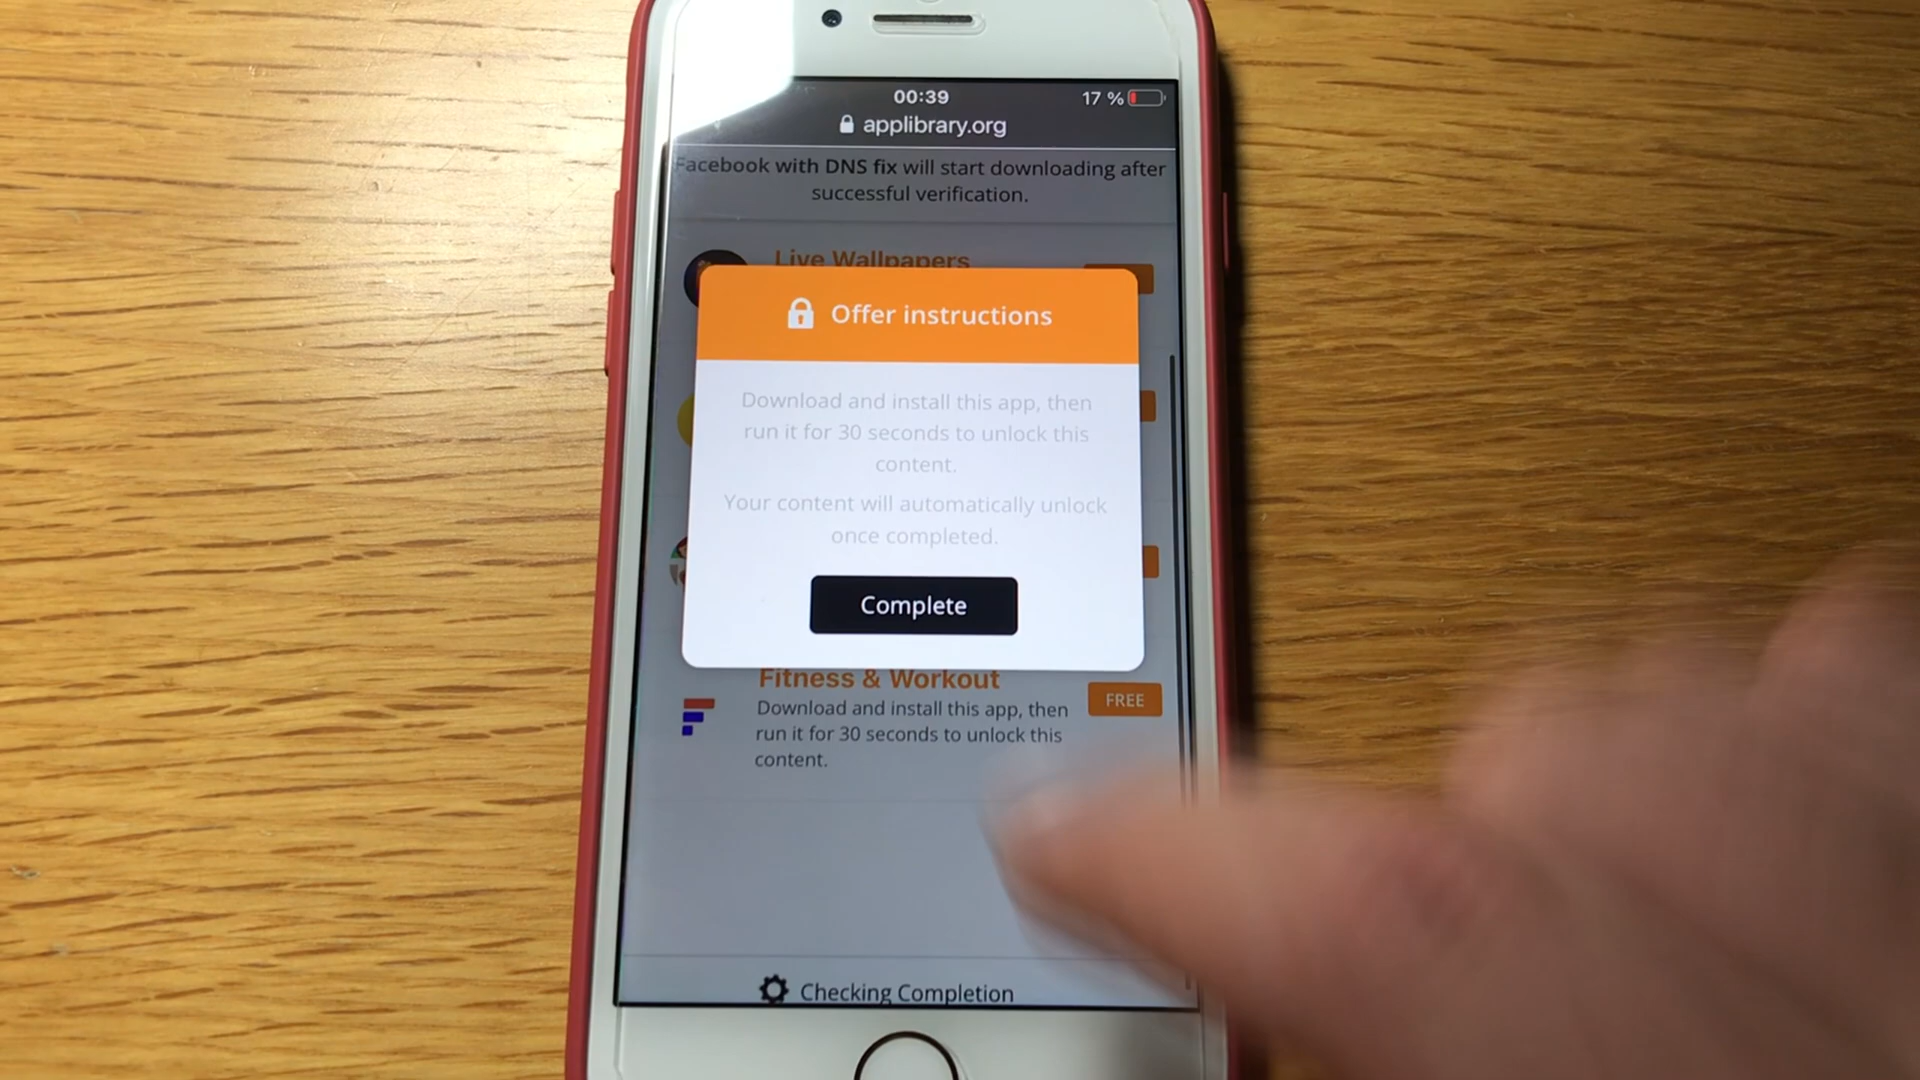 00:39
17 %
applibrary.org
Facebook with DNS fix will start downloading after
successful verification.
Live Wallpapers
Offer instructions
Download and install this app, then
run it for 30 seconds to unlock this
content.
Your content will automatically unlock
once completed.
Complete
Fitness & Workout
FREE
Download and install this app, then
run it for 30 seconds to unlock this
content.
Checking Completion